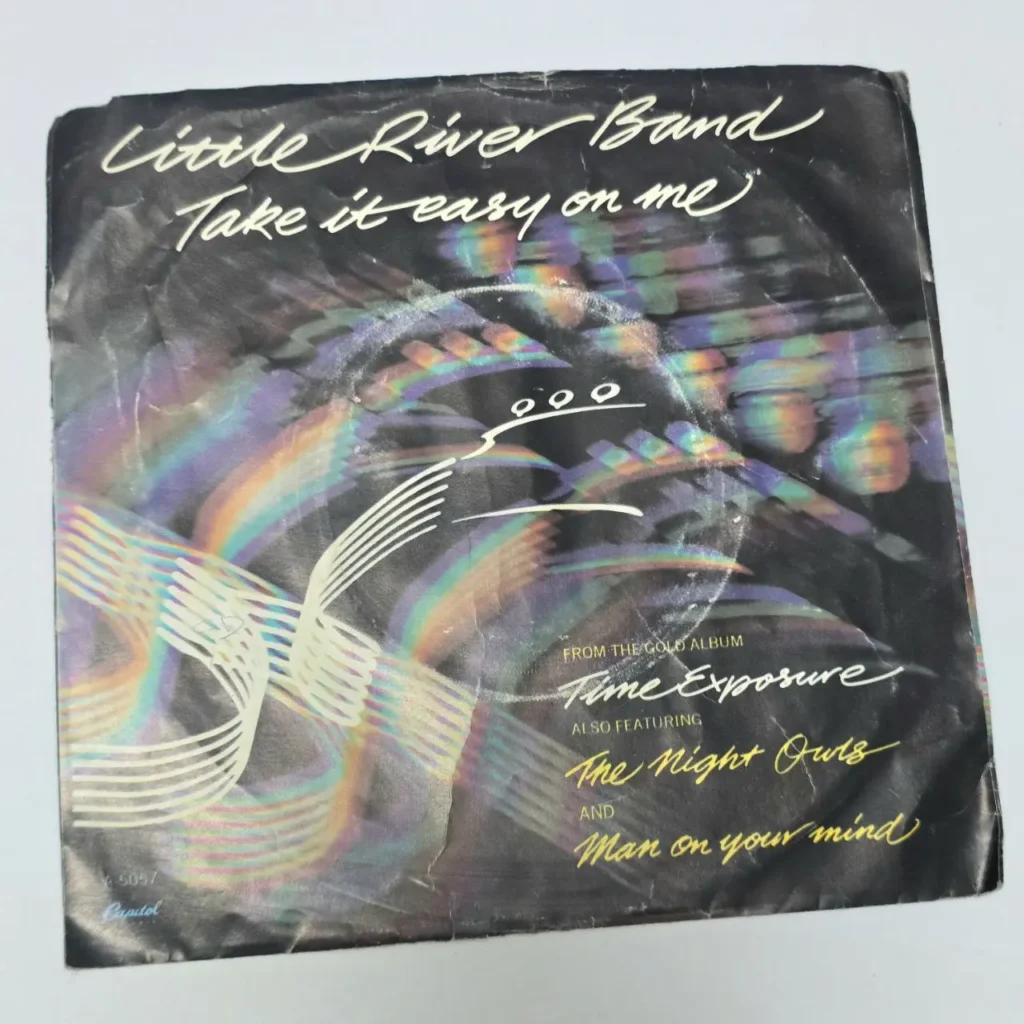 Little River Band
Take it easy on me
FROM THE GOLD ALBUM
Time Exposure
ALSO FEATURING
The Night Owls
AND
Man on your mind
A-5057
Capitol